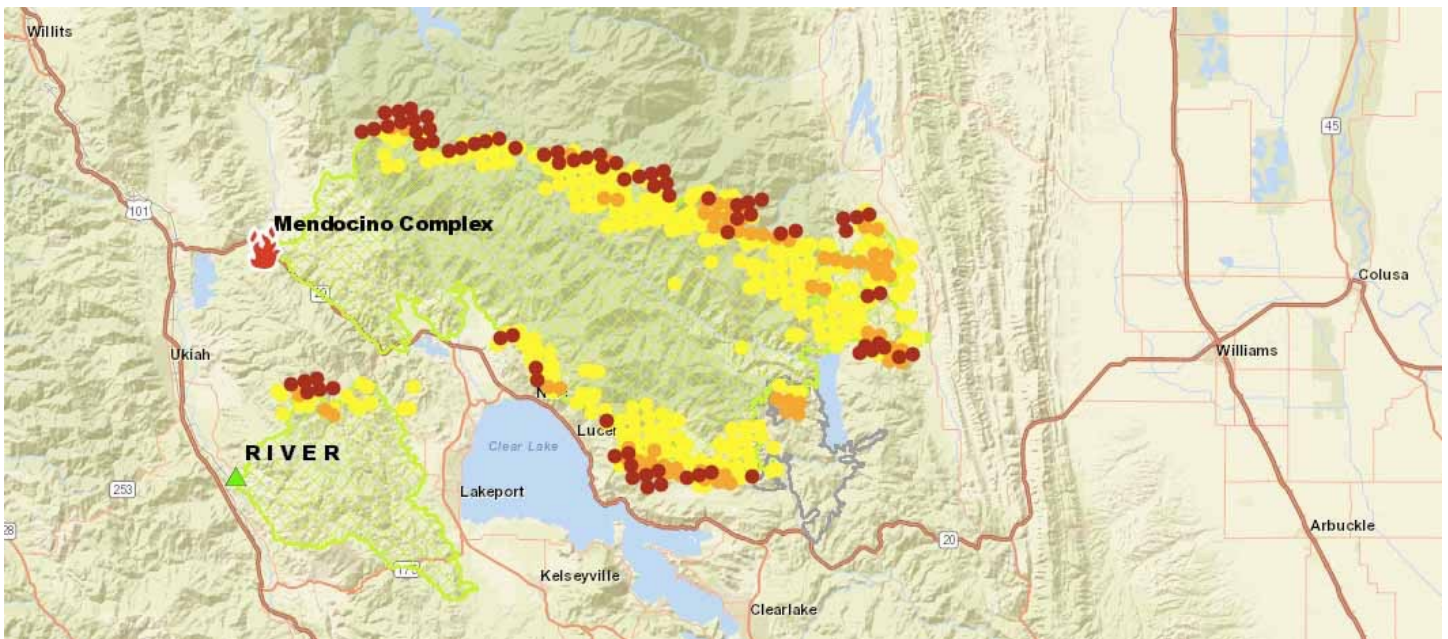 Willits
45
101
Mendocino Complex
Colusa
20
Ukiah
Williams
Clear Lake
RIVER
253
Lakeport
Arbuckle
20
Kelseyville
Clearlake